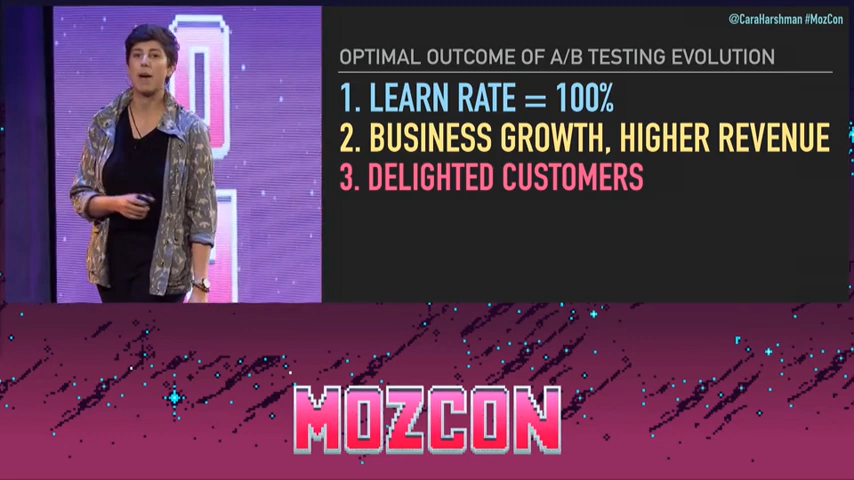 @CaraHarshman #MozCon
OPTIMAL OUTCOME OF A/B TESTING EVOLUTION
1. LEARN RATE = 100%
2. BUSINESS GROWTH, HIGHER REVENUE
3. DELIGHTED CUSTOMERS
MOZCON